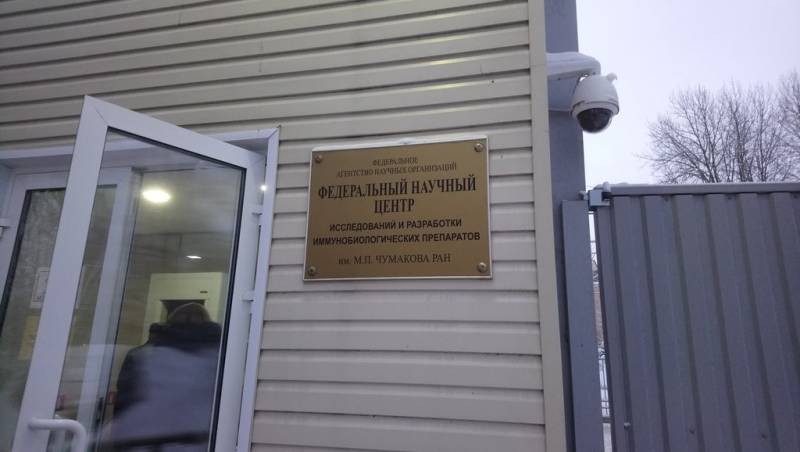 ФЕДЕРАЛЬНОЕ
АГЕНТСТВО НАУЧНЫХ ОРГАНИЗАЦИЙ
ФЕДЕРАЛЬНЫЙ НАУЧНЫЙ
ЦЕНТР
ИССЛЕДОВАНИЙ И РАЗРАБОТКИ
ИММУНОБИОЛОГИЧЕСКИХ ПРЕПАРАТОВ
им. М.П. ЧУМАКОВА РАН